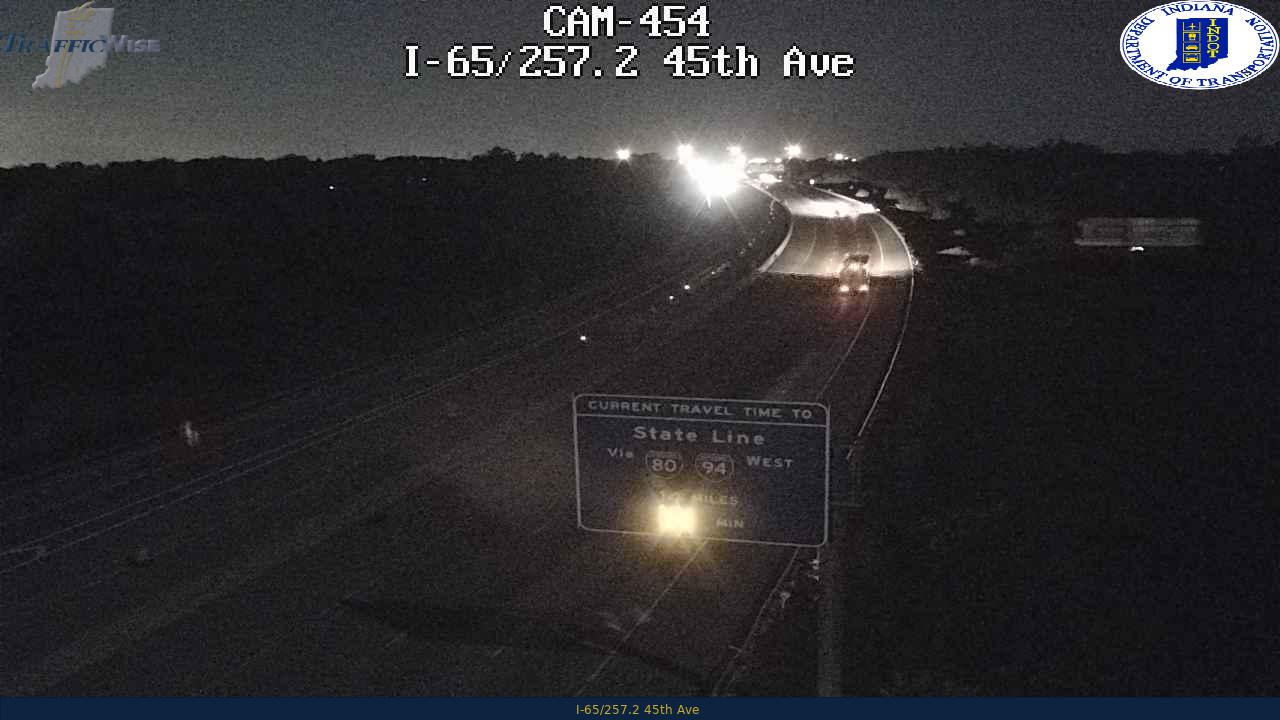 CAM-454
I-65/257.2 45th Ave
TRAFFICWISE
INDIANA
DEPARTMENT OF TRANSPORTATION
INDOT
CURRENT TRAVEL TIME TO
State Line
Via 80 94 WEST
MILES
MIN
I-65/257.2 45th Ave